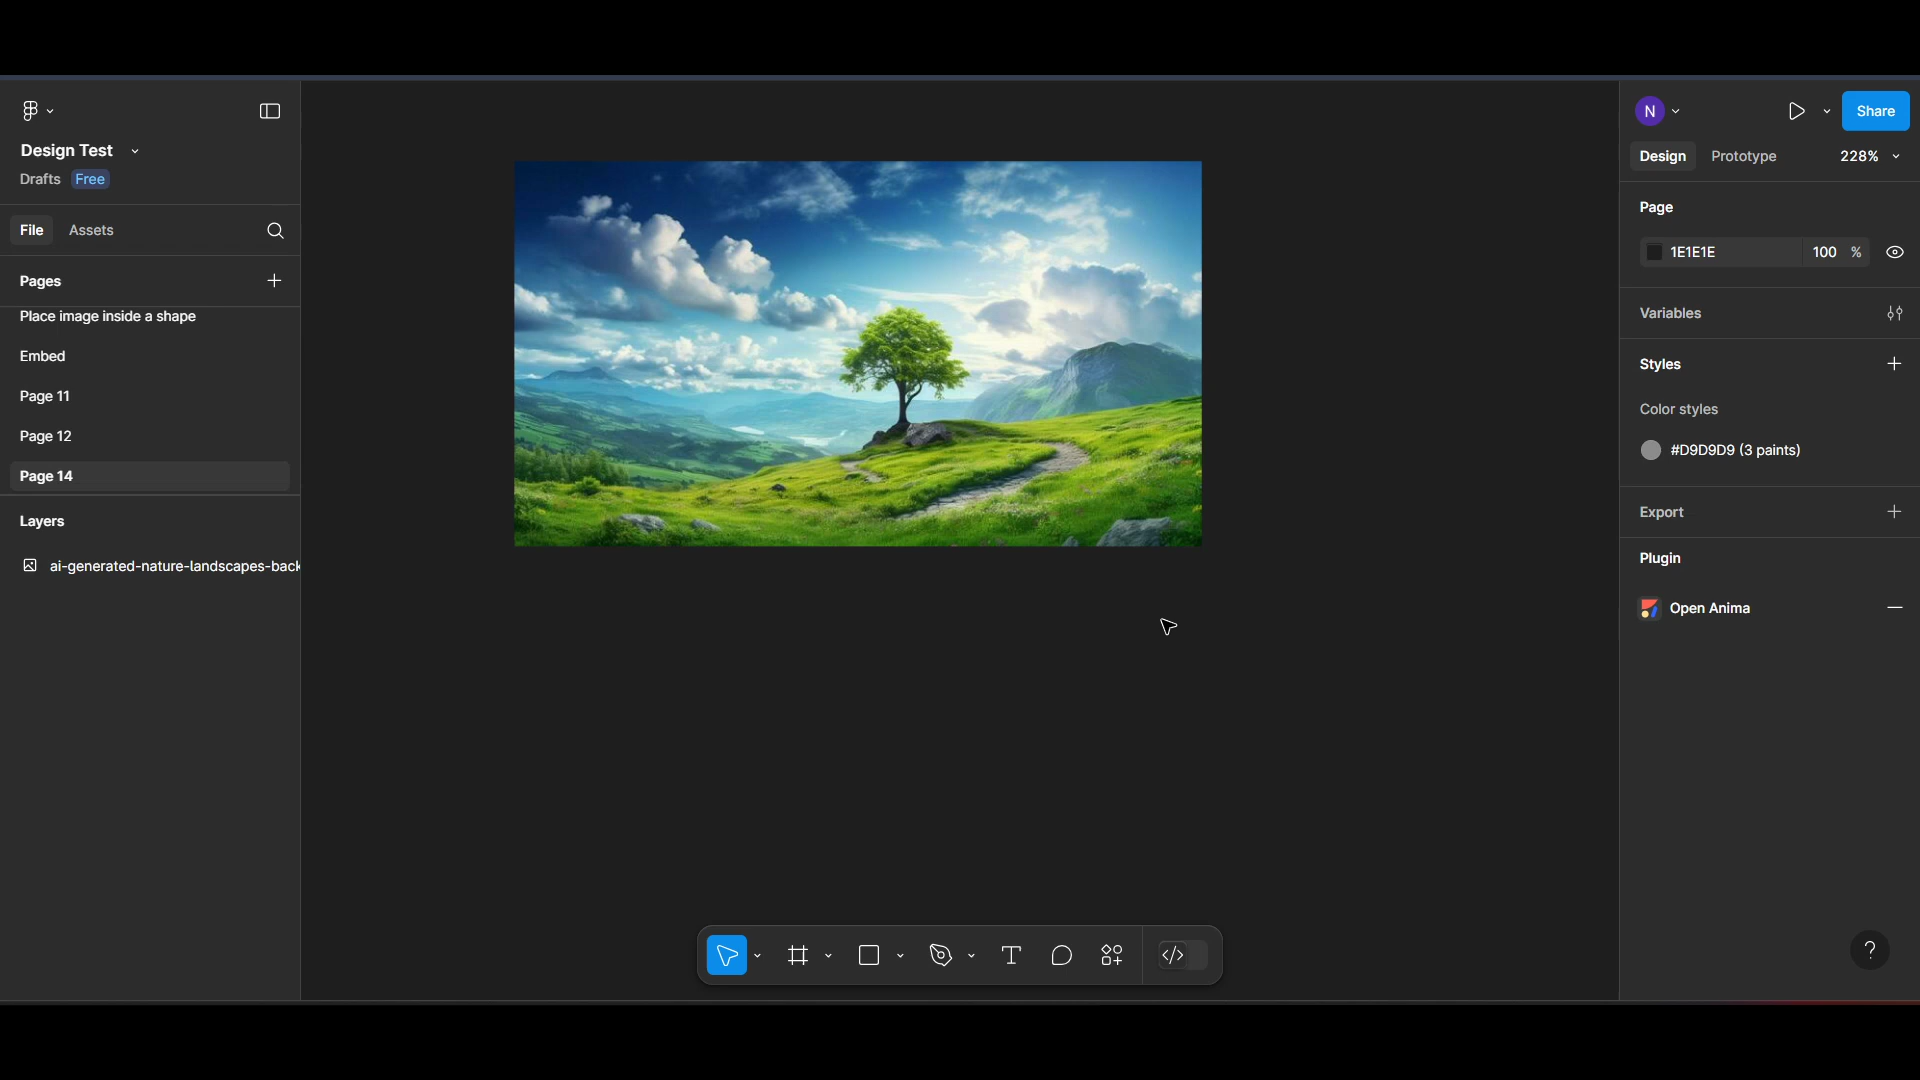 Design Test
Drafts Free
File Assets
Pages
Place image inside a shape
Embed
Page 11
Page 12
Page 14
Layers
ai-generated-nature-landscapes-back
N
Share
Design Prototype 228%
Page
1E1E1E 100 %
Variables
Styles
Color styles
#D9D9D9 (3 paints)
Export
Plugin
Open Anima
?